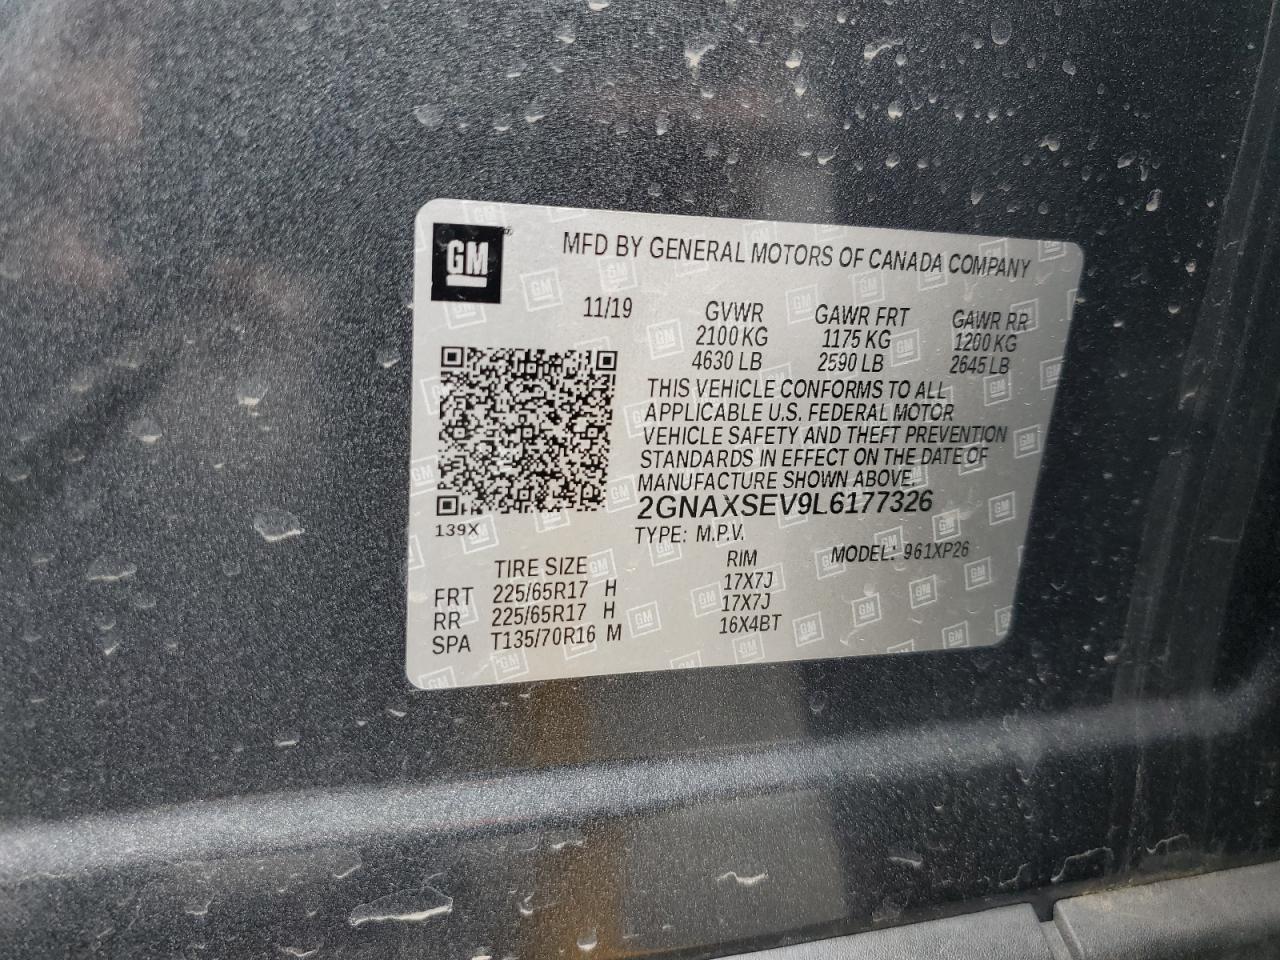 GM
MFD BY GENERAL MOTORS OF CANADA COMPANY
11/19 GVWR GAWR FRT GAWR RR
2100 KG 1175 KG 1200 KG
4630 LB 2590 LB 2645 LB
THIS VEHICLE CONFORMS TO ALL
APPLICABLE U.S. FEDERAL MOTOR
VEHICLE SAFETY AND THEFT PREVENTION
STANDARDS IN EFFECT ON THE DATE OF
MANUFACTURE SHOWN ABOVE.
2GNAXSEV9L6177326
139X
TYPE: M.P.V.
MODEL: 961XP26
TIRE SIZE RIM
FRT 225/65R17 H 17X7J
RR 225/65R17 H 17X7J
SPA T135/70R16 M 16X4BT